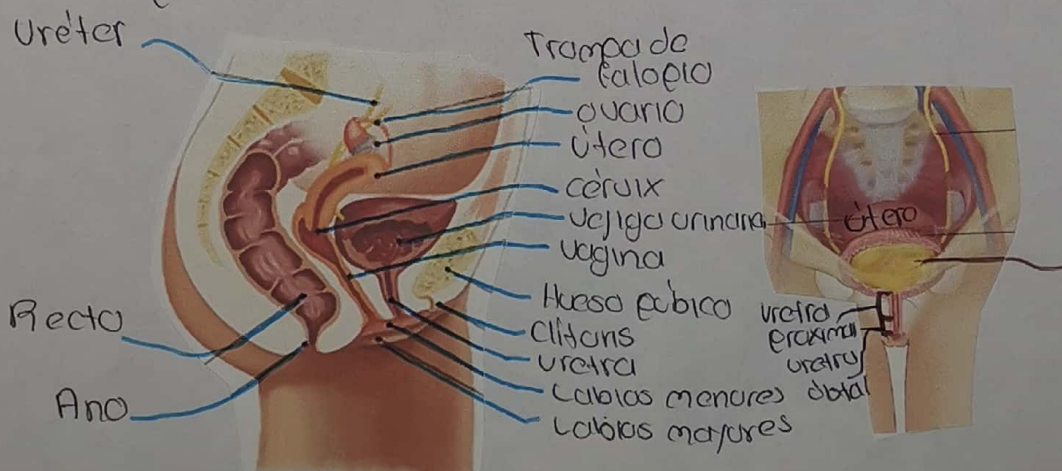 Uréter
Trompa de
falopio
ovario
útero
cérvix
vejiga urinaria
vagina
Hueso púbico
Clítoris
uretra
Labios menores
Labios mayores
Recto
Ano
Útero
uretra
proximal
uretra
distal